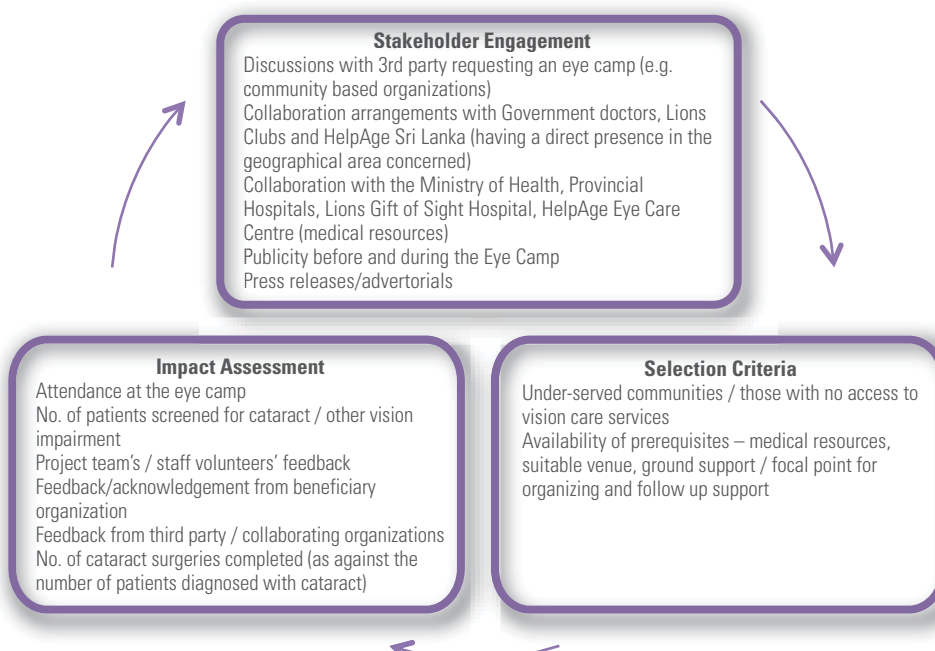 Stakeholder Engagement
Discussions with 3rd party requesting an eye camp (e.g.
community based organizations)
Collaboration arrangements with Government doctors, Lions
Clubs and HelpAge Sri Lanka (having a direct presence in the
geographical area concerned)
Collaboration with the Ministry of Health, Provincial
Hospitals, Lions Gift of Sight Hospital, HelpAge Eye Care
Centre (medical resources)
Publicity before and during the Eye Camp
Press releases/advertorials
Impact Assessment
Attendance at the eye camp
No. of patients screened for cataract / other vision
impairment
Project team's / staff volunteers' feedback
Feedback/acknowledgement from beneficiary
organization
Feedback from third party / collaborating organizations
No. of cataract surgeries completed (as against the
number of patients diagnosed with cataract)
Selection Criteria
Under-served communities / those with no access to
vision care services
Availability of prerequisites – medical resources,
suitable venue, ground support / focal point for
organizing and follow up support